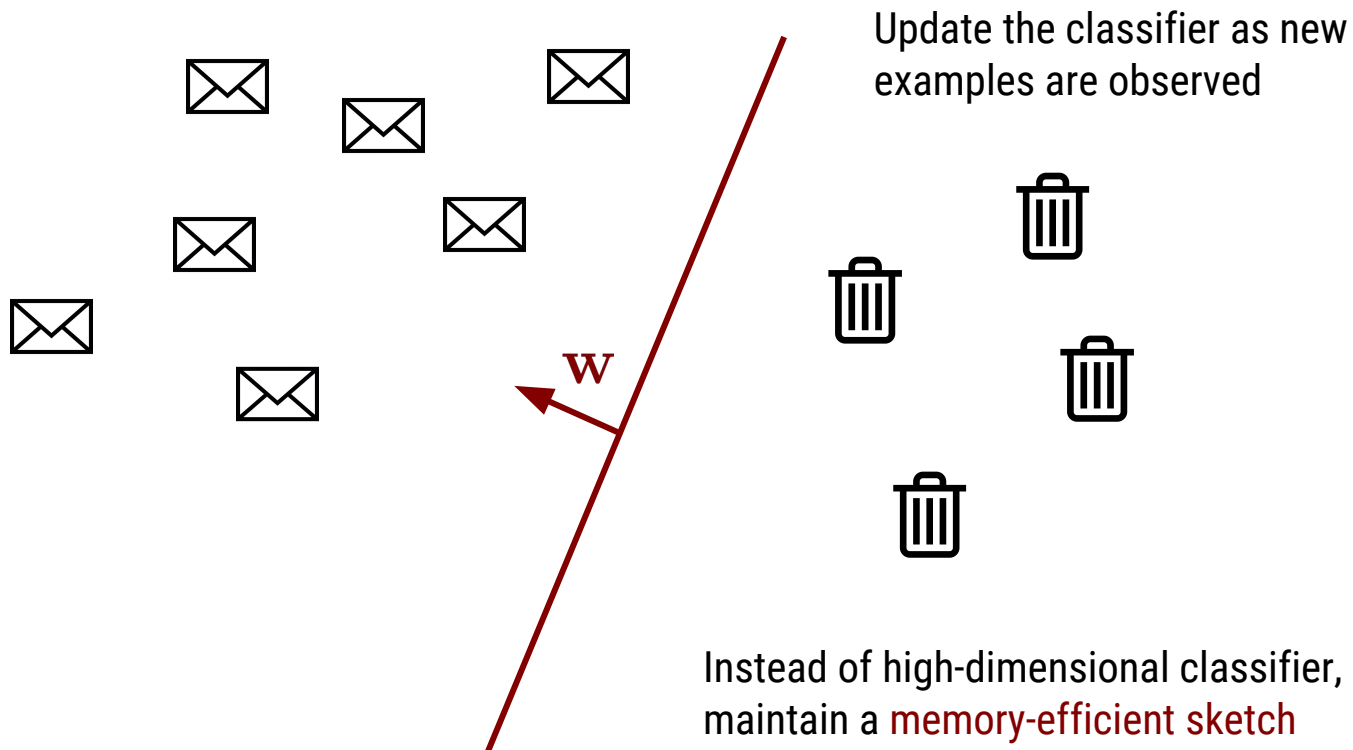 Update the classifier as new
examples are observed
w
Instead of high-dimensional classifier,
maintain a memory-efficient sketch